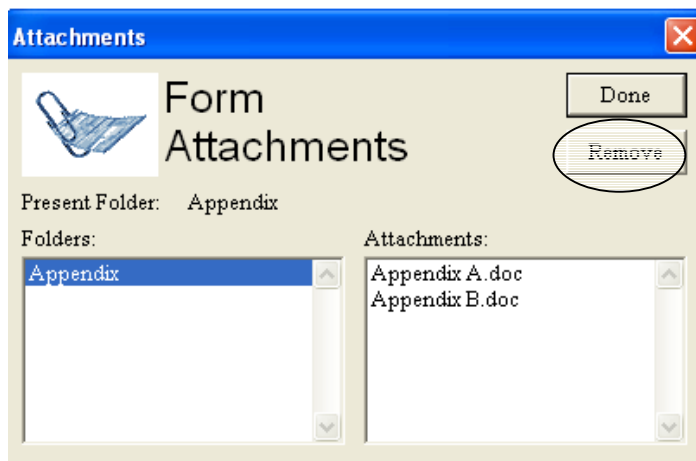 Attachments
Form
Attachments
Done
Remove
Present Folder: Appendix
Folders:
Attachments:
Appendix
Appendix A.doc
Appendix B.doc